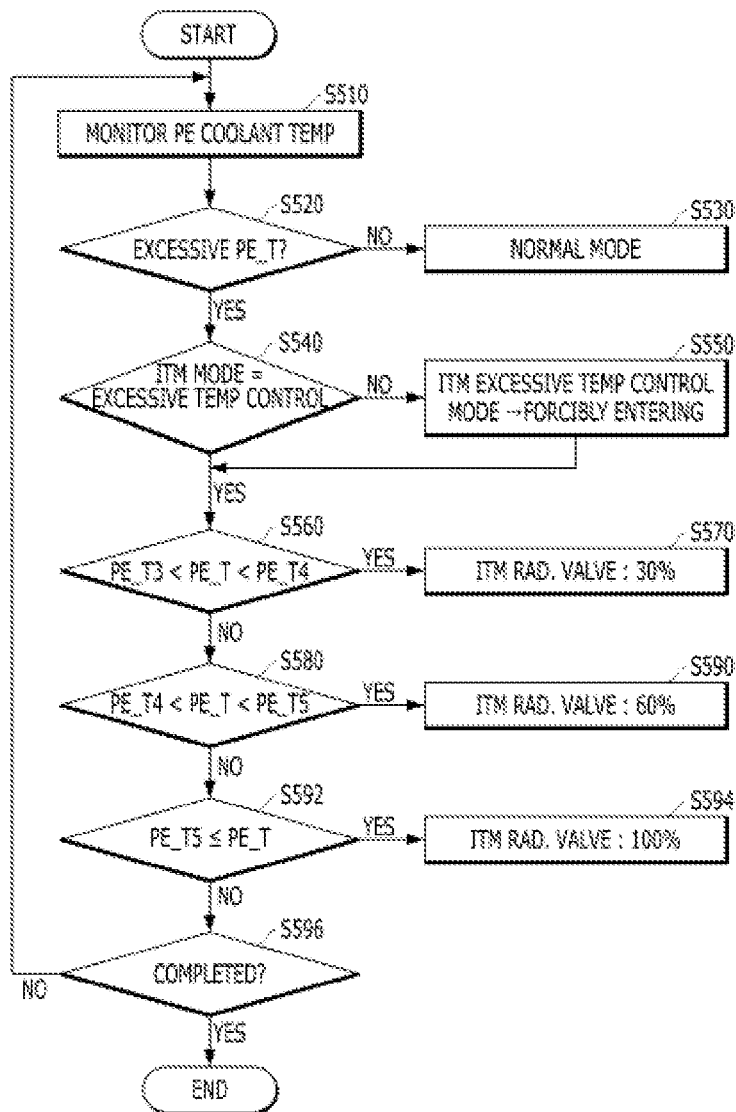 START
S510
MONITOR PE COOLANT TEMP
S520
EXCESSIVE PE_T?
NO
S530
NORMAL MODE
YES
S540
ITM MODE =
EXCESSIVE TEMP CONTROL
NO
S550
ITM EXCESSIVE TEMP CONTROL
MODE →FORCIBLY ENTERING
YES
S560
PE_T3 < PE_T < PE_T4
YES
S570
ITM RAD. VALVE : 30%
NO
S580
PE_T4 < PE_T < PE_T5
YES
S590
ITM RAD. VALVE : 60%
NO
S592
PE_T5 ≤ PE_T
YES
S594
ITM RAD. VALVE : 100%
NO
S596
COMPLETED?
NO
YES
END